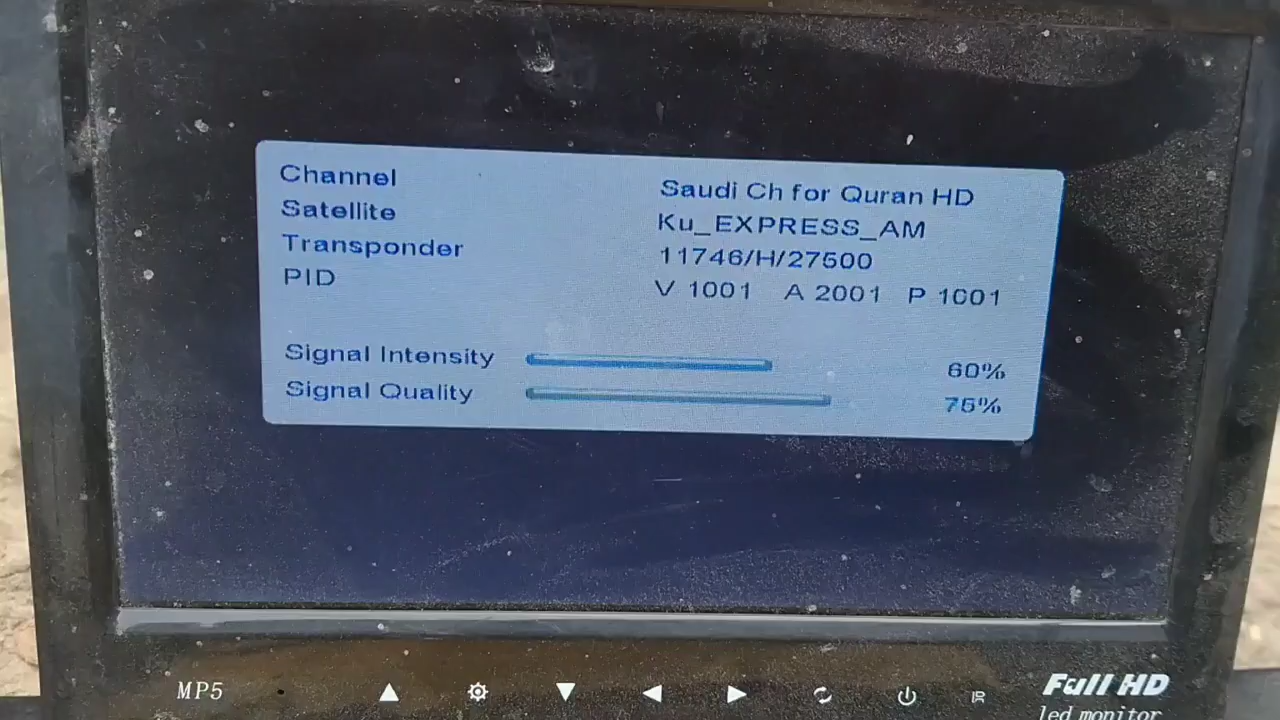 Channel Saudi Ch for Quran HD
Satellite Ku_EXPRESS_AM
Transponder 11746/H/27500
PID V 1001 A 2001 P 1001
Signal Intensity 60%
Signal Quality 75%
MP5
IR
Full HD
led monitor